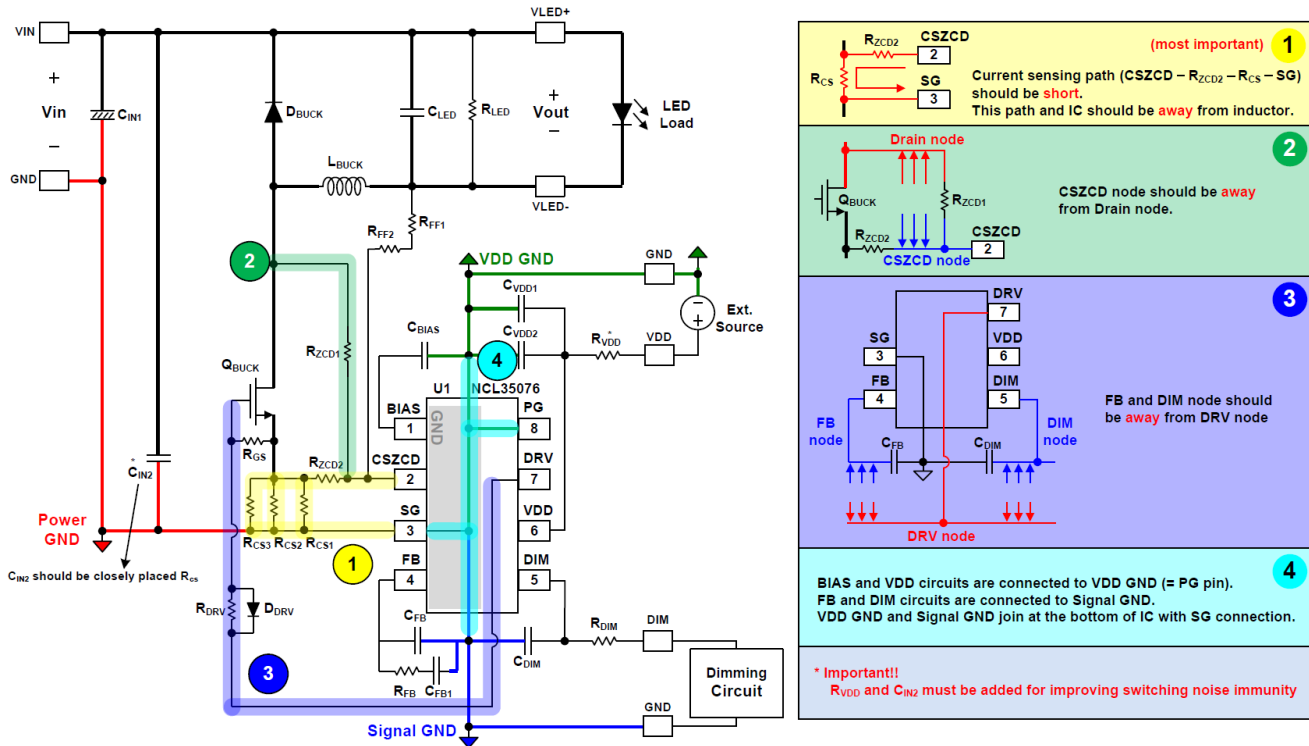 VIN
+
Vin
−
GND
CIN1
*
CIN2
Power
GND
CIN2 should be closely placed Rcs
DBUCK
LBUCK
CLED
RLED
VLED+
+
Vout
−
VLED-
LED
Load
RFF1
RFF2
2
VDD GND
GND
CVDD1
CVDD2
CBIAS
RVDD*
VDD
−
+
Ext.
Source
RZCD1
QBUCK
RGS
RZCD2
RCS3
RCS2
RCS1
1
4
U1
NCL35076
GND
BIAS
1
CSZCD
2
SG
3
FB
4
PG
8
DRV
7
VDD
6
DIM
5
RDRV
DDRV
3
CFB
RFB
CFB1
CDIM
RDIM
DIM
Dimming
Circuit
GND
Signal GND
RZCD2
CSZCD
2
RCS
SG
3
(most important)
1
Current sensing path (CSZCD – RZCD2 – RCS – SG)
should be short.
This path and IC should be away from inductor.
2
Drain node
QBUCK
RZCD1
RZCD2
CSZCD
2
CSZCD node
CSZCD node should be away
from Drain node.
3
DRV
7
SG
3
VDD
6
FB
4
DIM
5
FB
node
CFB
CDIM
DIM
node
DRV node
FB and DIM node should
be away from DRV node
4
BIAS and VDD circuits are connected to VDD GND (= PG pin).
FB and DIM circuits are connected to Signal GND.
VDD GND and Signal GND join at the bottom of IC with SG connection.
* Important!!
RVDD and CIN2 must be added for improving switching noise immunity